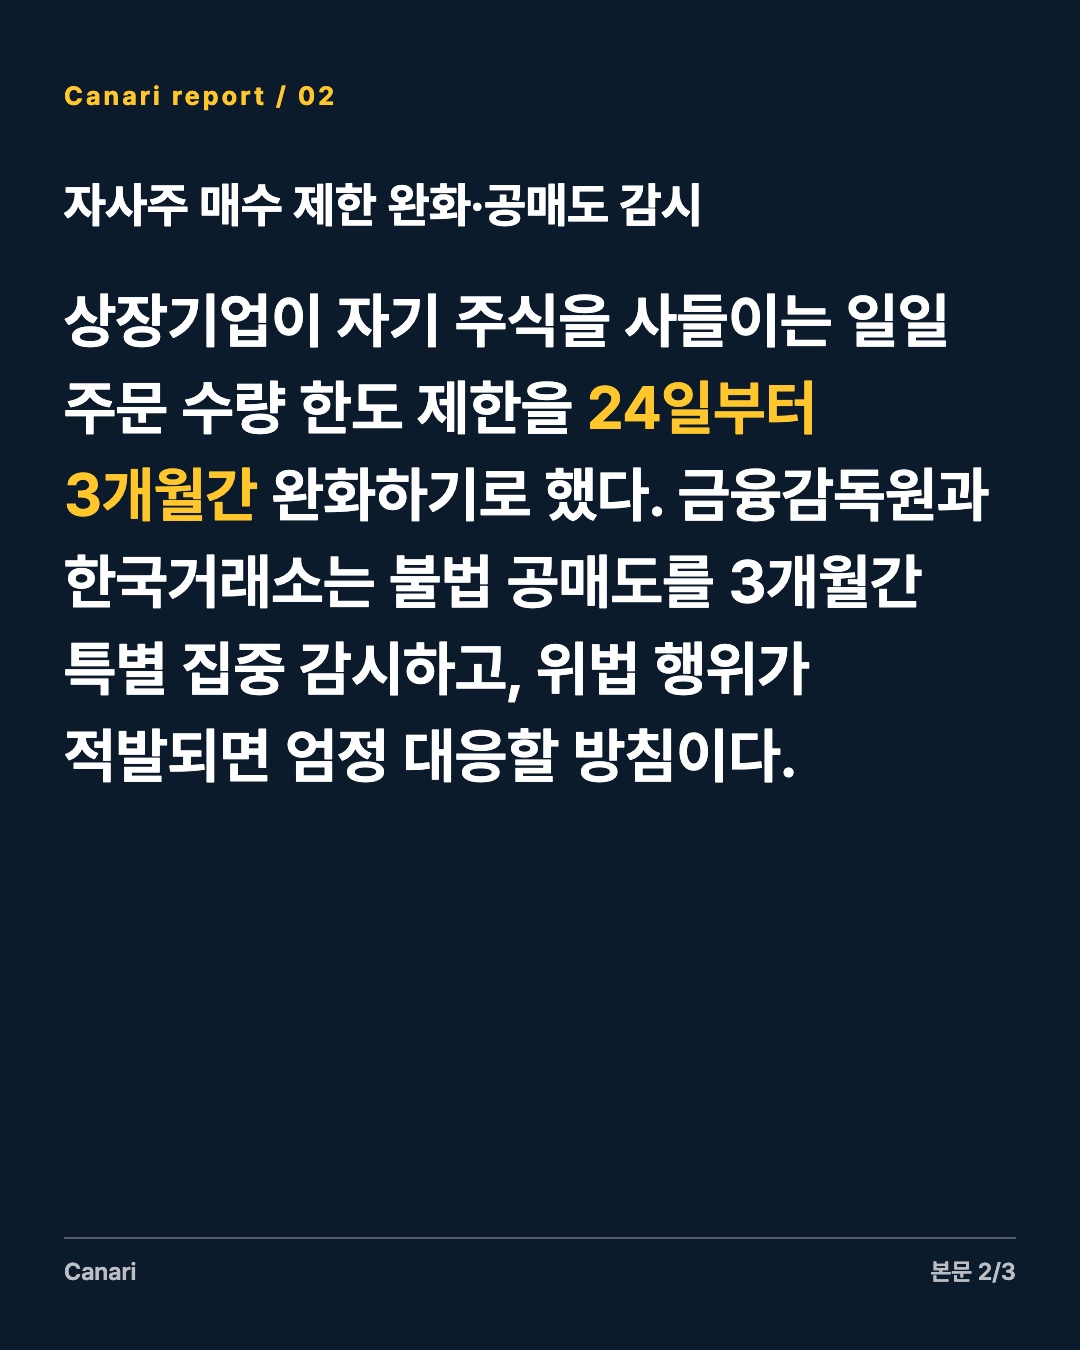 Canari report / 02
자사주 매수 제한 완화·공매도 감시
상장기업이 자기 주식을 사들이는 일일
주문 수량 한도 제한을 24일부터
3개월간 완화하기로 했다. 금융감독원과
한국거래소는 불법 공매도를 3개월간
특별 집중 감시하고, 위법 행위가
적발되면 엄정 대응할 방침이다.
Canari
본문 2/3